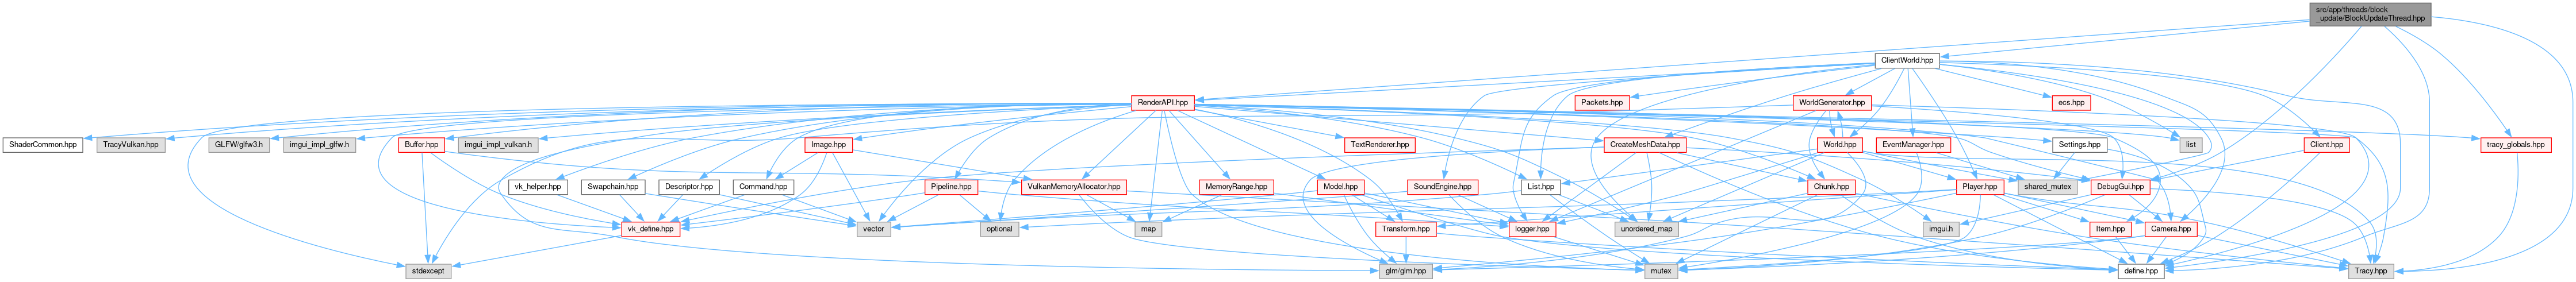 src/app/threads/block
_update/BlockUpdateThread.hpp
ClientWorld.hpp
RenderAPI.hpp
Packets.hpp
WorldGenerator.hpp
ecs.hpp
ShaderCommon.hpp
TracyVulkan.hpp
GLFW/glfw3.h
imgui_impl_glfw.h
Buffer.hpp
imgui_impl_vulkan.h
Image.hpp
TextRenderer.hpp
CreateMeshData.hpp
World.hpp
EventManager.hpp
Settings.hpp
list
Client.hpp
tracy_globals.hpp
vk_helper.hpp
Swapchain.hpp
Descriptor.hpp
Command.hpp
Pipeline.hpp
VulkanMemoryAllocator.hpp
MemoryRange.hpp
Model.hpp
SoundEngine.hpp
List.hpp
Chunk.hpp
Player.hpp
shared_mutex
DebugGui.hpp
vk_define.hpp
vector
optional
map
Transform.hpp
logger.hpp
unordered_map
imgui.h
Item.hpp
Camera.hpp
stdexcept
glm/glm.hpp
mutex
define.hpp
Tracy.hpp